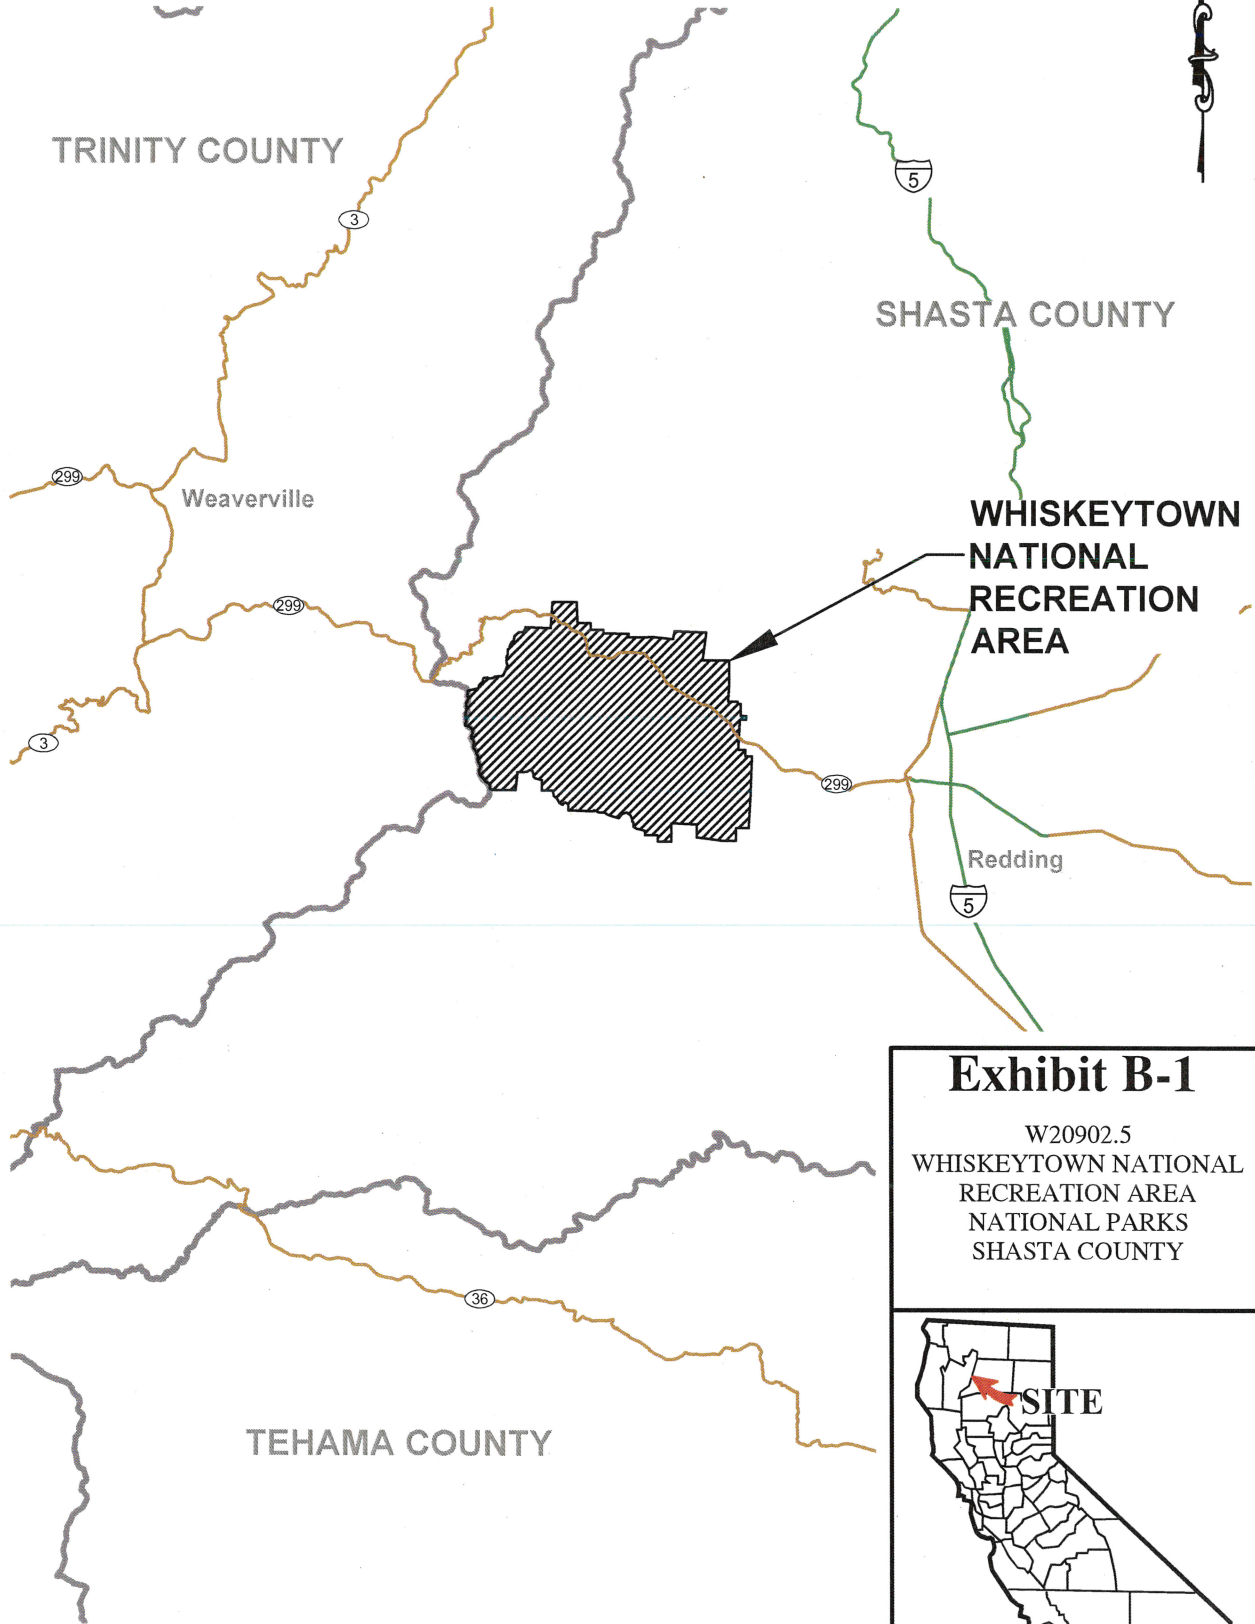 TRINITY COUNTY
5
3
SHASTA COUNTY
299
Weaverville
WHISKEYTOWN
NATIONAL
RECREATION
AREA
299
3
299
Redding
5
Exhibit B-1
W20902.5
WHISKEYTOWN NATIONAL
RECREATION AREA
NATIONAL PARKS
SHASTA COUNTY
36
SITE
TEHAMA COUNTY